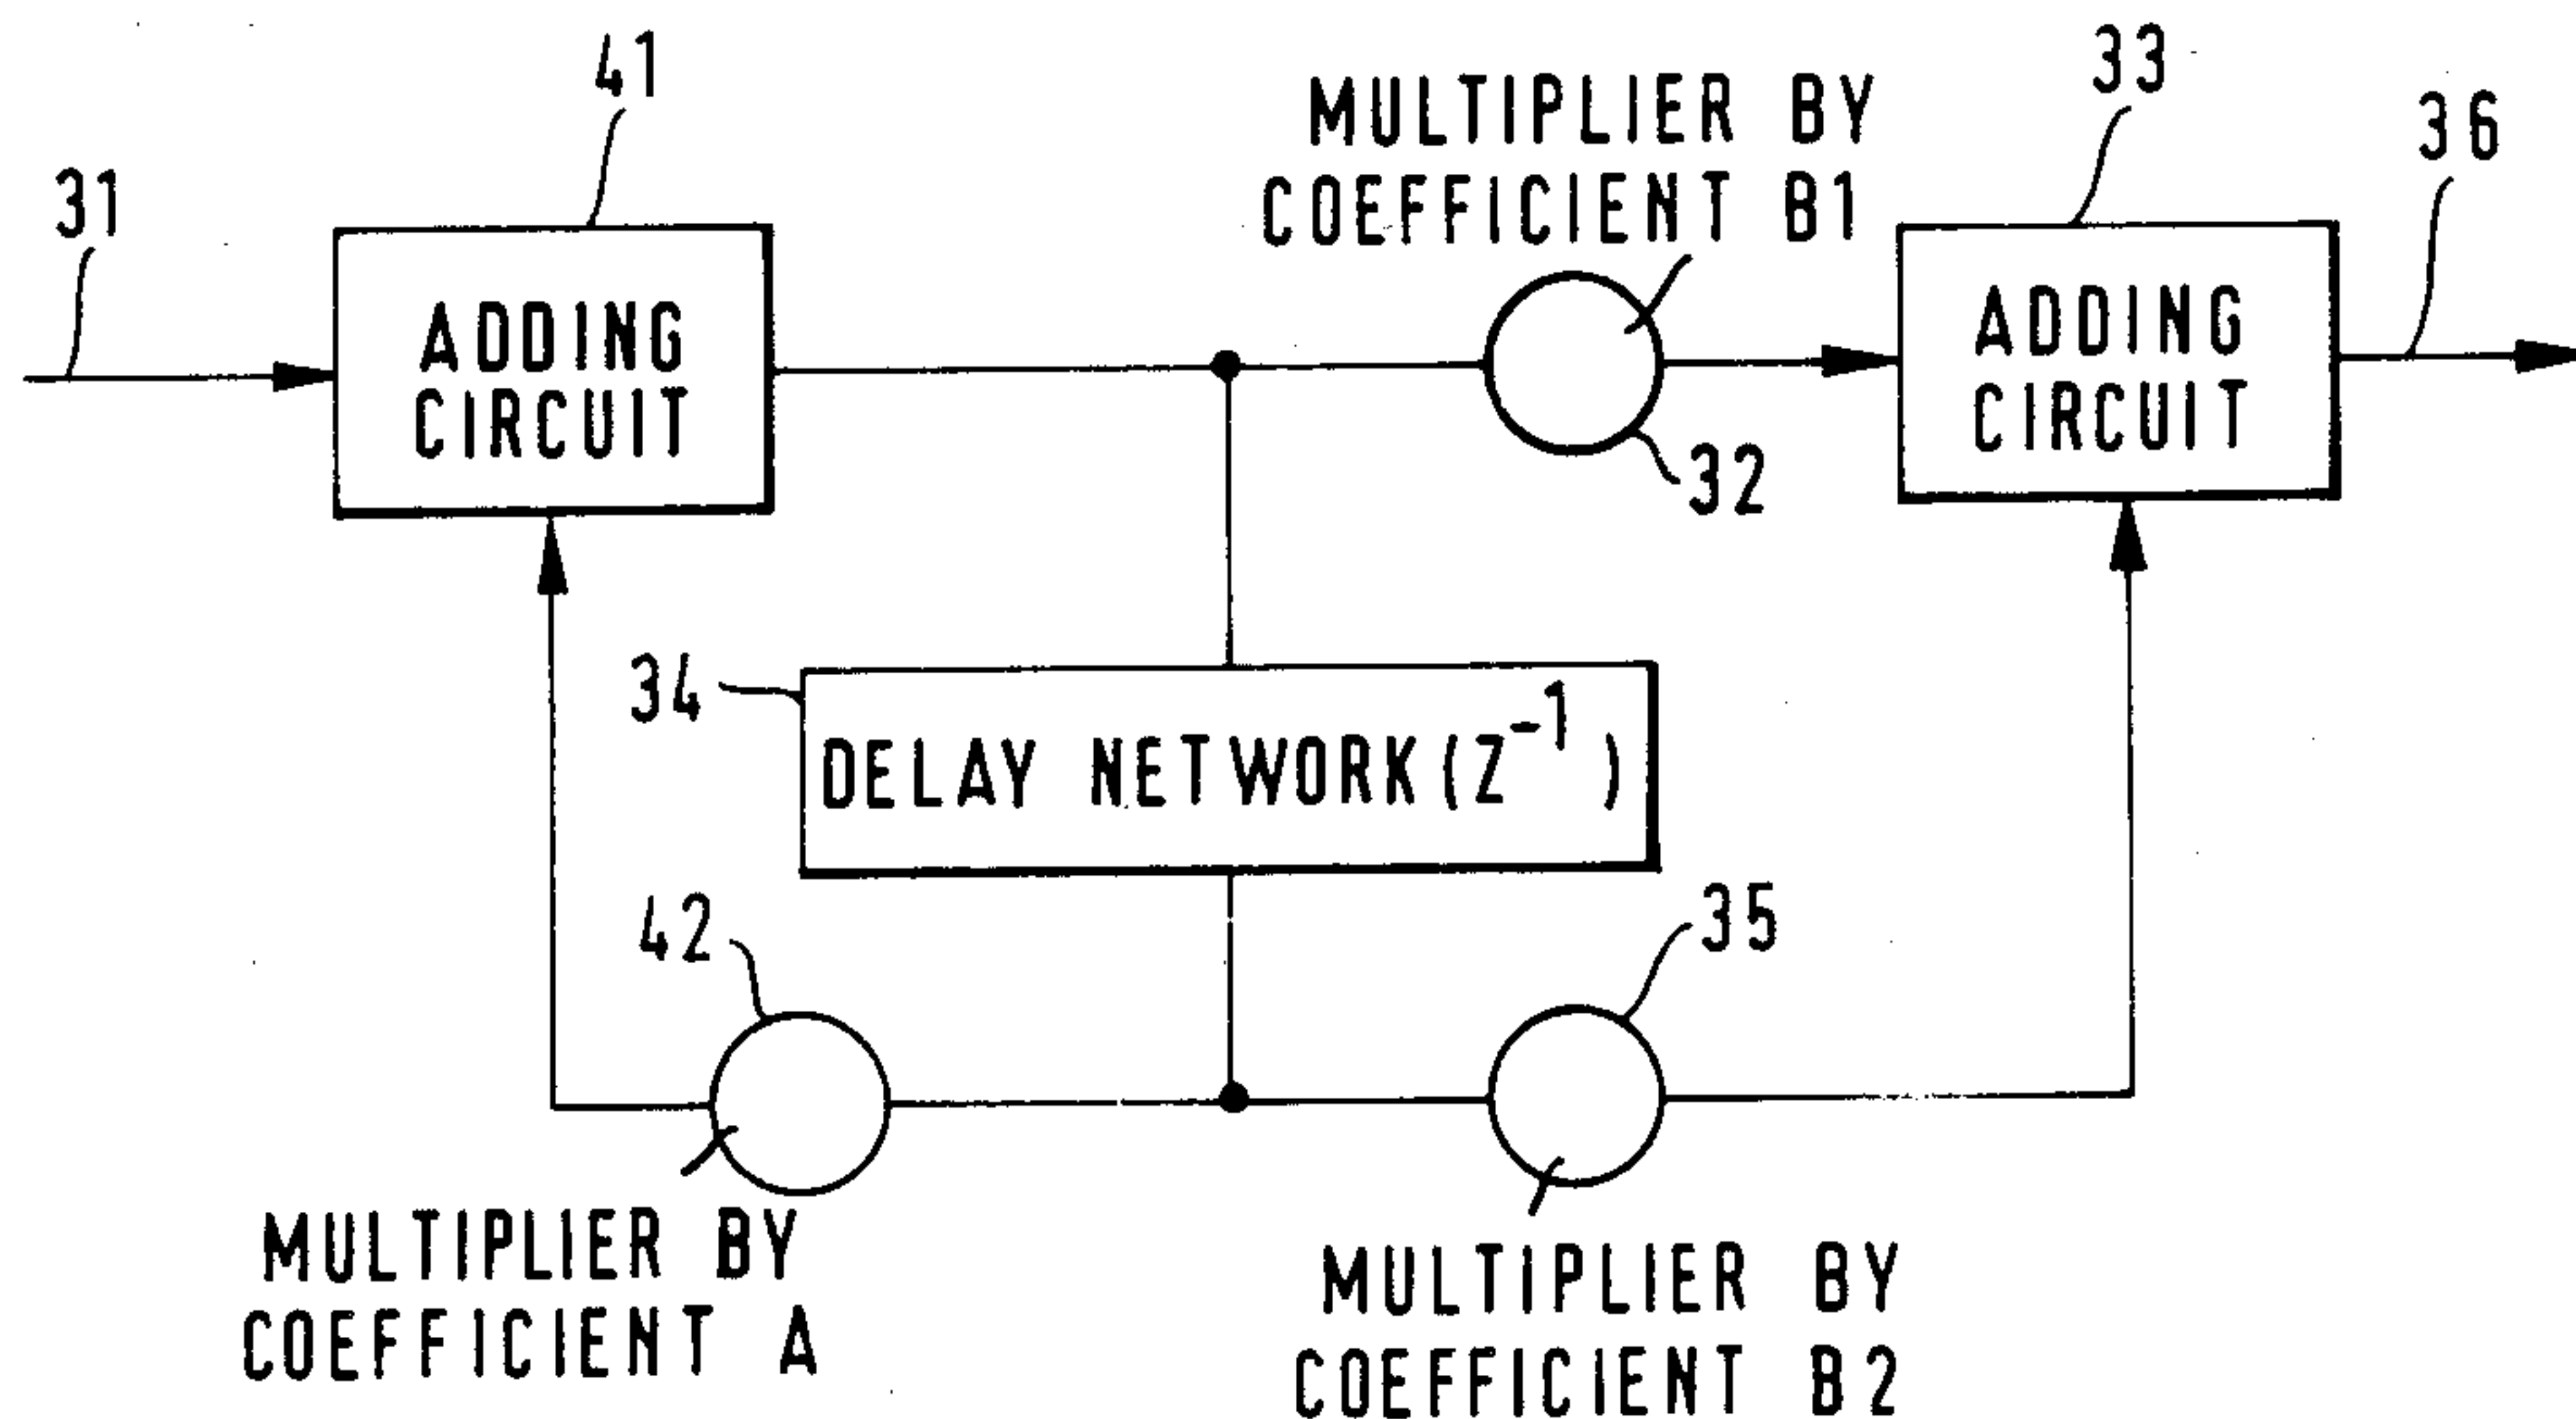 41
33
MULTIPLIER BY
COEFFICIENT B1
36
31
ADDING
CIRCUIT
ADDING
CIRCUIT
32
34
DELAY NETWORK (Z⁻¹)
42
35
MULTIPLIER BY
COEFFICIENT A
MULTIPLIER BY
COEFFICIENT B2